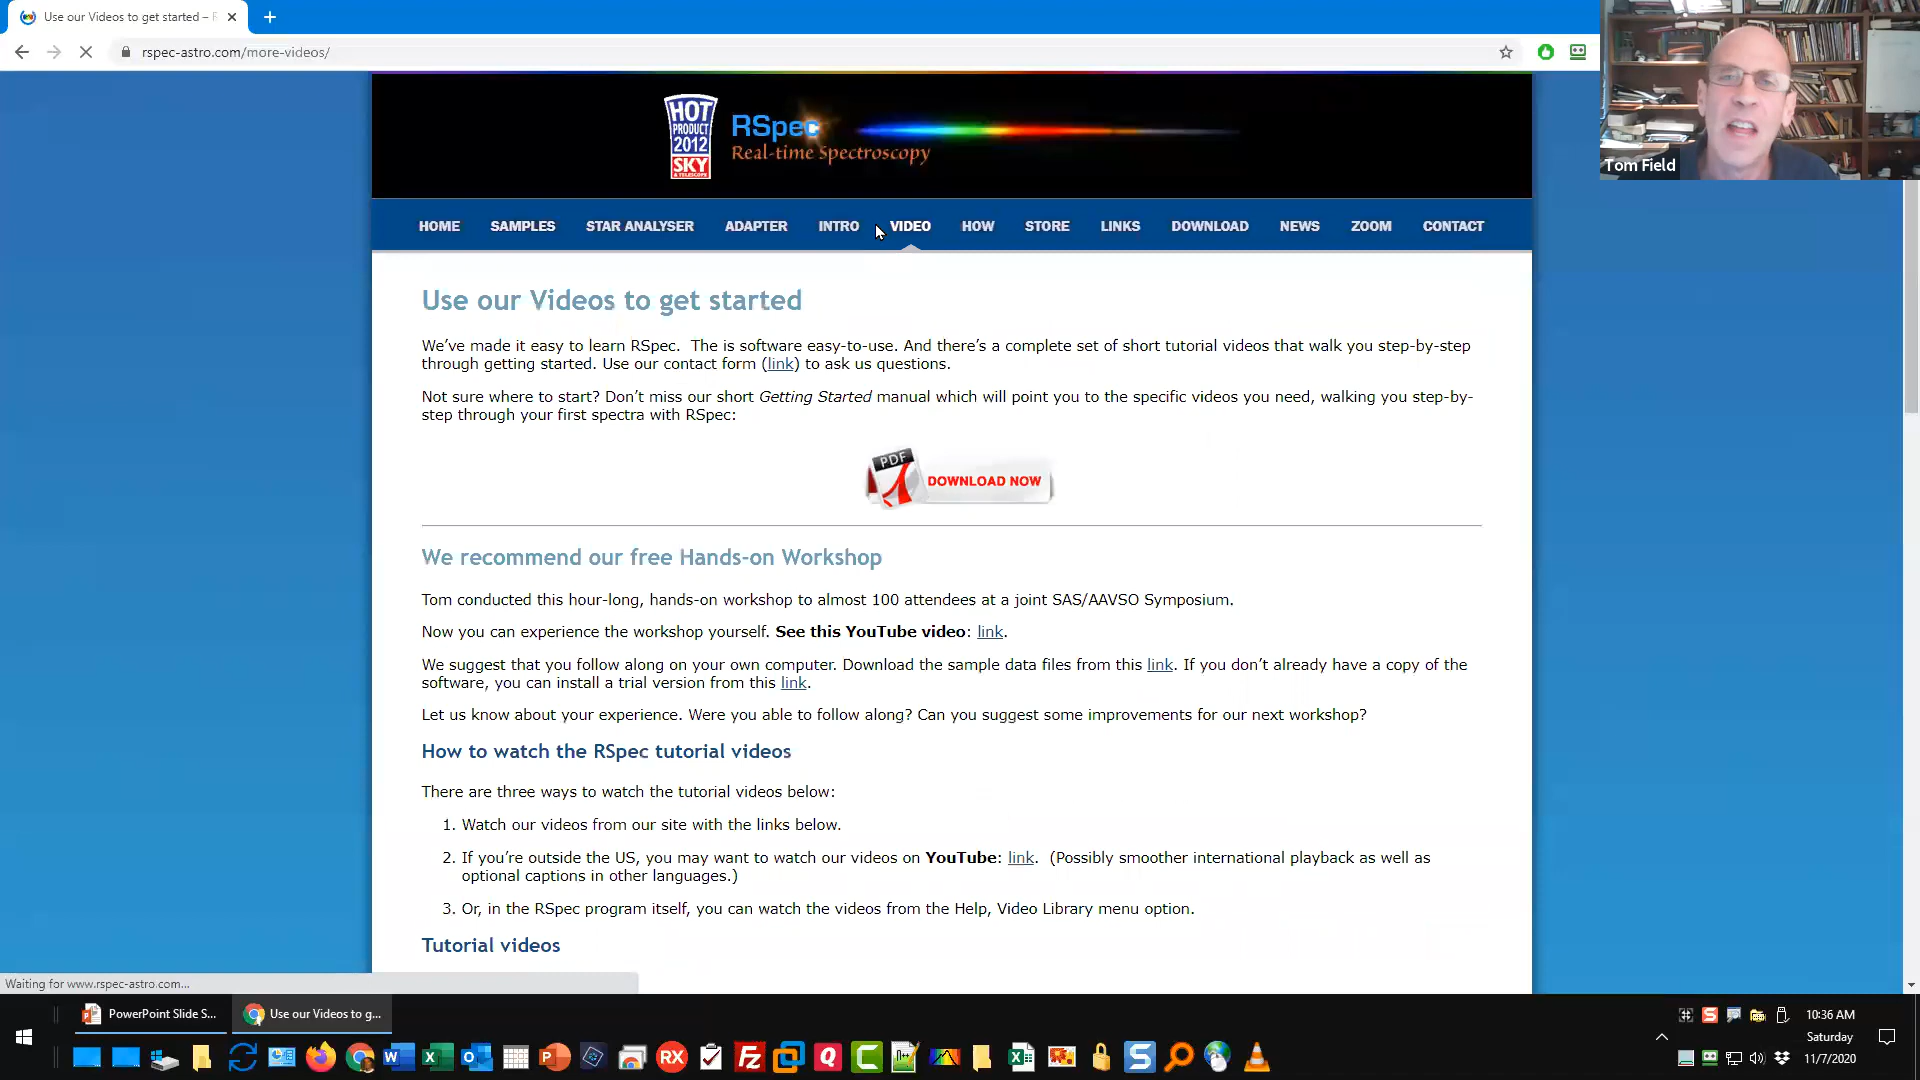 Use our Videos to get started –
rspec-astro.com/more-videos/
Tom Field
HOT
PRODUCT
2012
SKY
& TELESCOPE
RSpec
Real-time Spectroscopy
HOME SAMPLES STAR ANALYSER ADAPTER INTRO VIDEO HOW STORE LINKS DOWNLOAD NEWS ZOOM CONTACT
Use our Videos to get started
We've made it easy to learn RSpec. The is software easy-to-use. And there's a complete set of short tutorial videos that walk you step-by-step
through getting started. Use our contact form (link) to ask us questions.
Not sure where to start? Don't miss our short Getting Started manual which will point you to the specific videos you need, walking you step-by-
step through your first spectra with RSpec:
PDF
DOWNLOAD NOW
We recommend our free Hands-on Workshop
Tom conducted this hour-long, hands-on workshop to almost 100 attendees at a joint SAS/AAVSO Symposium.
Now you can experience the workshop yourself. See this YouTube video: link.
We suggest that you follow along on your own computer. Download the sample data files from this link. If you don't already have a copy of the
software, you can install a trial version from this link.
Let us know about your experience. Were you able to follow along? Can you suggest some improvements for our next workshop?
How to watch the RSpec tutorial videos
There are three ways to watch the tutorial videos below:
1. Watch our videos from our site with the links below.
2. If you're outside the US, you may want to watch our videos on YouTube: link. (Possibly smoother international playback as well as
optional captions in other languages.)
3. Or, in the RSpec program itself, you can watch the videos from the Help, Video Library menu option.
Tutorial videos
Waiting for www.rspec-astro.com...
PowerPoint Slide S...
Use our Videos to g...
10:36 AM
Saturday
11/7/2020